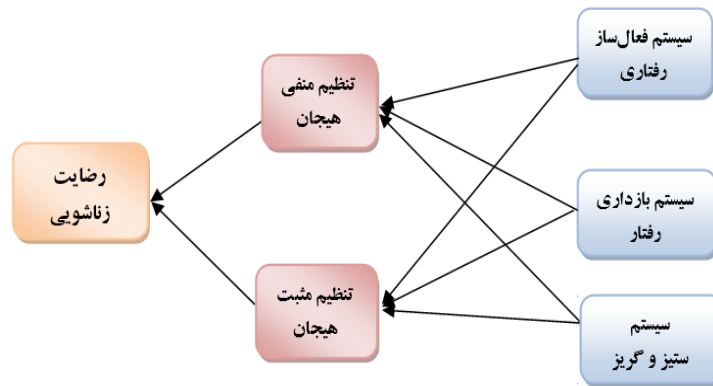 سیستم فعال‌ساز
رفتاری
تنظیم منفی
هیجان
رضایت
زناشویی
سیستم بازداری
رفتار
تنظیم مثبت
هیجان
سیستم
ستیز و گریز